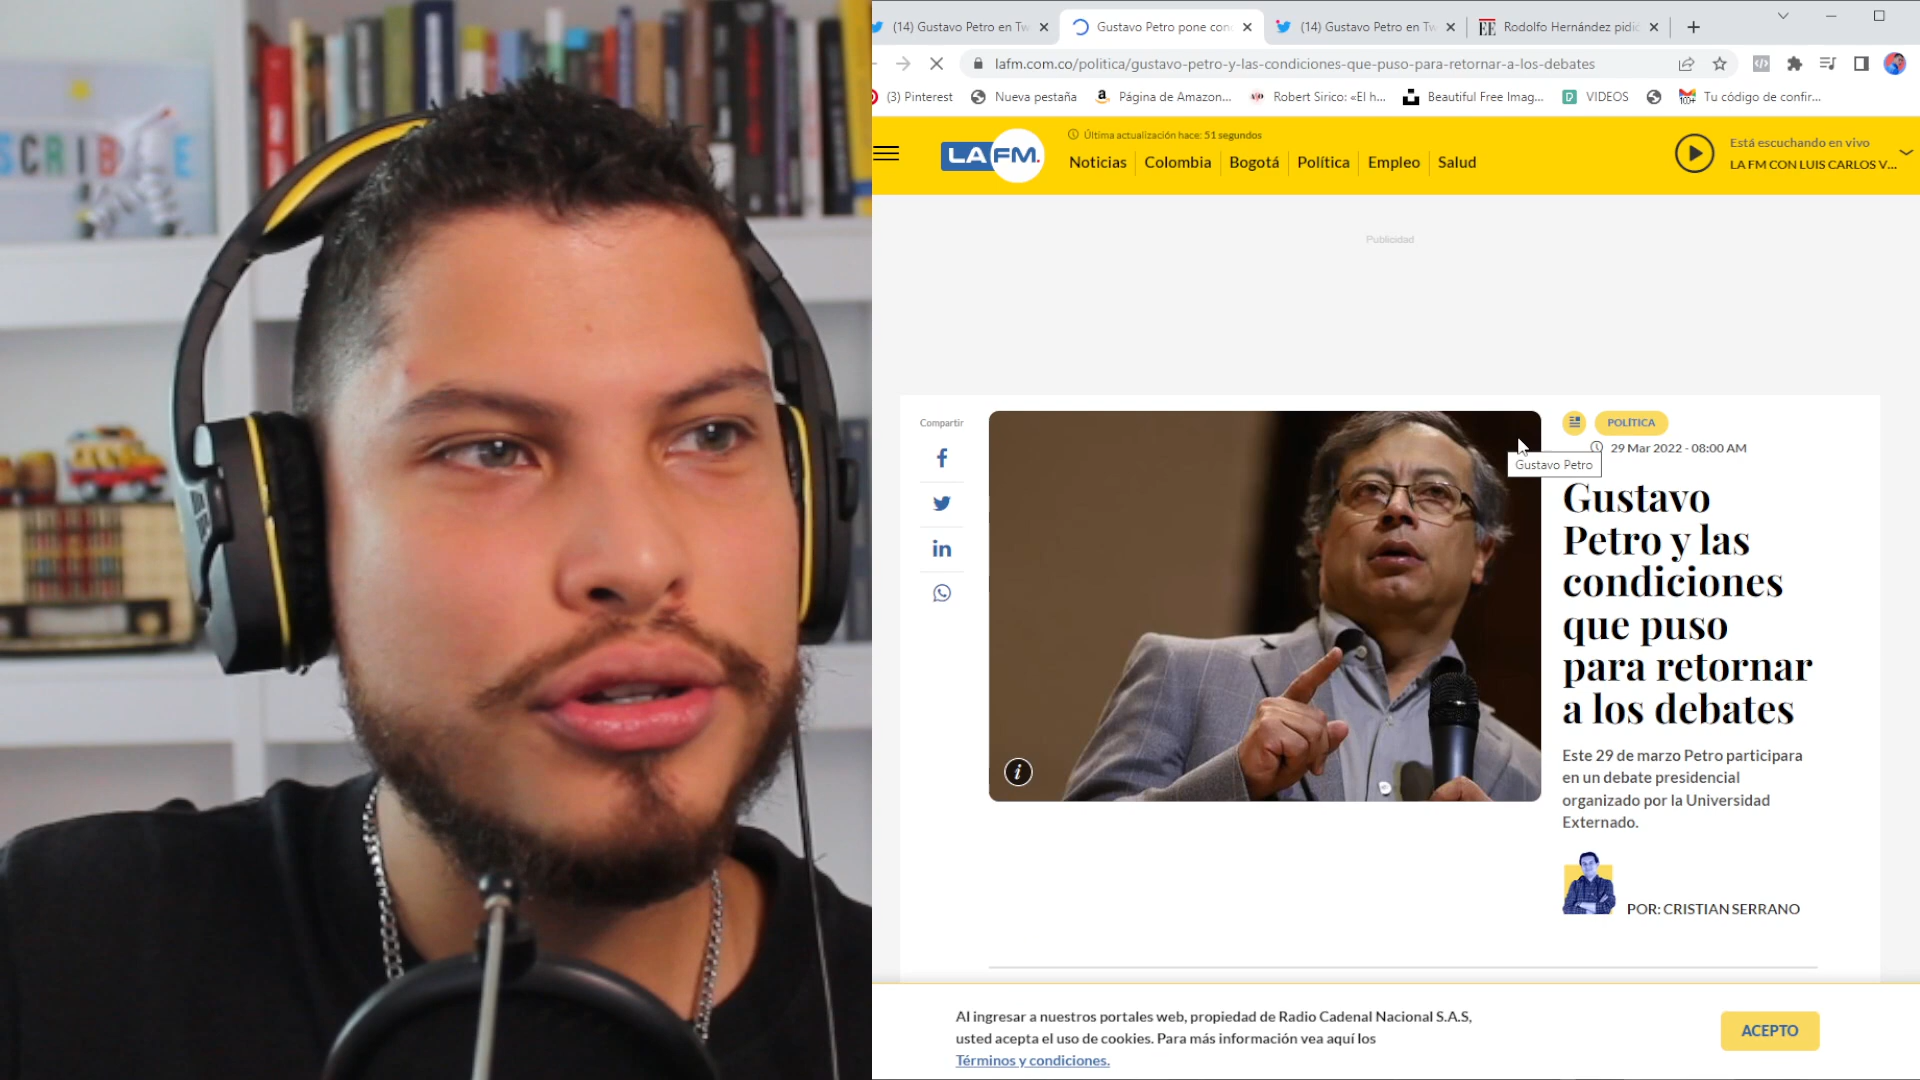 (14) Gustavo Petro en Tw
Gustavo Petro pone con
(14) Gustavo Petro en Tw
EE Rodolfo Hernández pidió
lafm.com.co/politica/gustavo-petro-y-las-condiciones-que-puso-para-retornar-a-los-debates
(3) Pinterest
Nueva pestaña
Página de Amazon...
Robert Sirico: «El h...
Beautiful Free Imag...
VIDEOS
Tu código de confir...
LA FM.
Última actualización hace: 51 segundos
Noticias
Colombia
Bogotá
Política
Empleo
Salud
Está escuchando en vivo
LA FM CON LUIS CARLOS V...
Publicidad
Compartir
POLÍTICA
29 Mar 2022 - 08:00 AM
Gustavo Petro
Gustavo
Petro y las
condiciones
que puso
para retornar
a los debates
Este 29 de marzo Petro participara
en un debate presidencial
organizado por la Universidad
Externado.
POR: CRISTIAN SERRANO
Al ingresar a nuestros portales web, propiedad de Radio Cadenal Nacional S.A.S,
usted acepta el uso de cookies. Para más información vea aquí los
Términos y condiciones.
ACEPTO